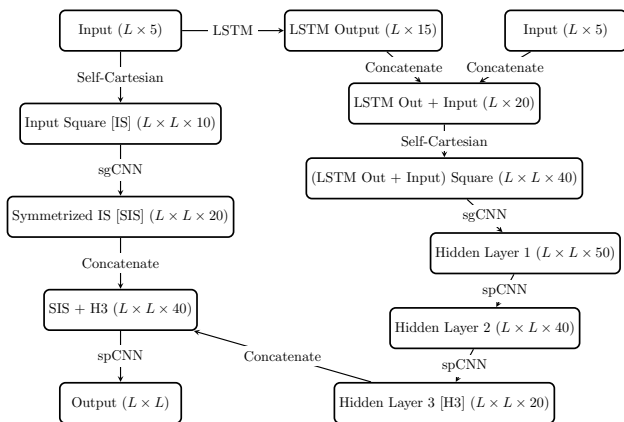 Input (L × 5)
LSTM
LSTM Output (L × 15)
Input (L × 5)
Self-Cartesian
Concatenate
Concatenate
Input Square [IS] (L × L × 10)
LSTM Out + Input (L × 20)
sgCNN
Self-Cartesian
(LSTM Out + Input) Square (L × L × 40)
Symmetrized IS [SIS] (L × L × 20)
sgCNN
Concatenate
Hidden Layer 1 (L × L × 50)
spCNN
SIS + H3 (L × L × 40)
Hidden Layer 2 (L × L × 40)
spCNN
Concatenate
spCNN
Output (L × L)
Hidden Layer 3 [H3] (L × L × 20)